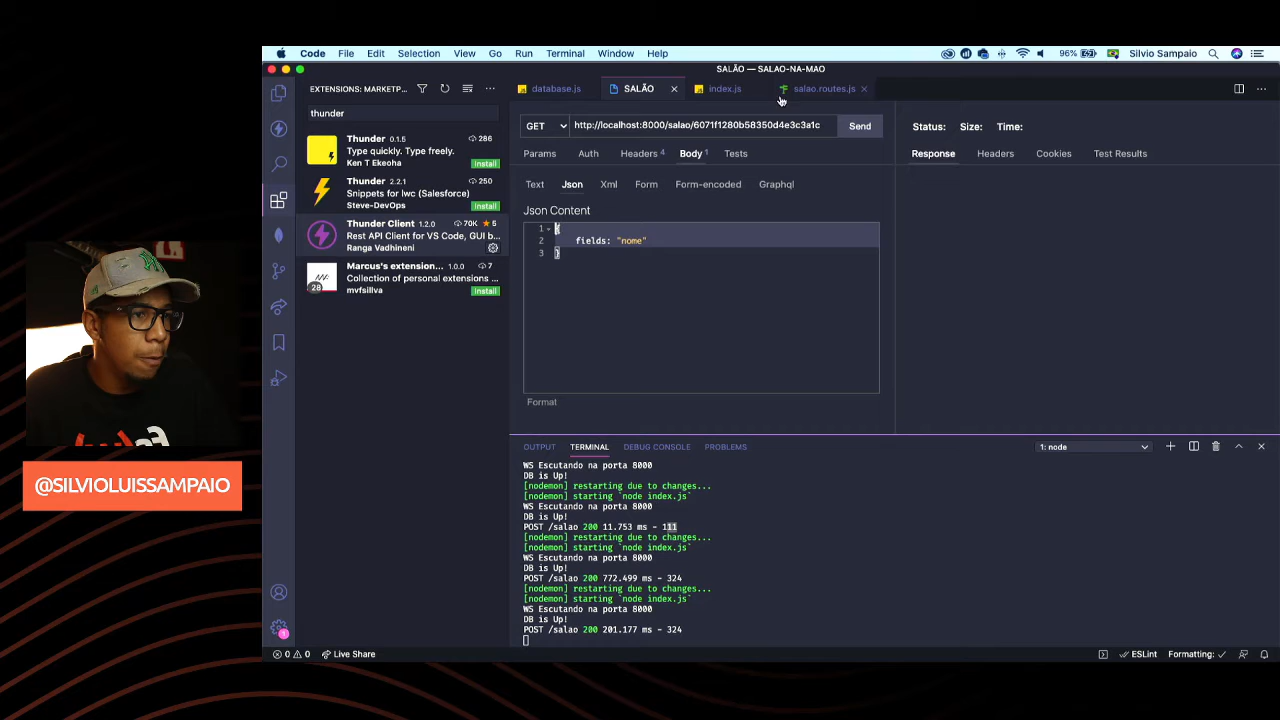 Code File Edit Selection View Go Run Terminal Window Help
96% Silvio Sampaio
SALÃO — SALAO-NA-MAO
EXTENSIONS: MARKETP...
database.js SALÃO index.js salao.routes.js
thunder
Thunder 0.1.5 286
Type quickly. Type freely.
Ken T Ekeoha Install
Thunder 2.2.1 250
Snippets for lwc (Salesforce)
Steve-DevOps Install
Thunder Client 1.2.0 70K 5
Rest API Client for VS Code, GUI b...
Ranga Vadhineni
Marcus's extension... 1.0.0 7
Collection of personal extensions ...
28
mvfsillva Install
GET http://localhost:8000/salao/6071f1280b58350d4e3c3a1c Send
Params Auth Headers 4 Body 1 Tests
Text Json Xml Form Form-encoded Graphql
Json Content
1 {
2 fields: "nome"
3 }
Format
Status: Size: Time:
Response Headers Cookies Test Results
OUTPUT TERMINAL DEBUG CONSOLE PROBLEMS 1: node
WS Escutando na porta 8000
DB is Up!
[nodemon] restarting due to changes...
[nodemon] starting `node index.js`
WS Escutando na porta 8000
DB is Up!
POST /salao 200 11.753 ms - 111
[nodemon] restarting due to changes...
[nodemon] starting `node index.js`
WS Escutando na porta 8000
DB is Up!
POST /salao 200 772.499 ms - 324
[nodemon] restarting due to changes...
[nodemon] starting `node index.js`
WS Escutando na porta 8000
DB is Up!
POST /salao 200 201.177 ms - 324
1
0 0 Live Share ESLint Formatting: ✓
@SILVIOLUISSAMPAIO